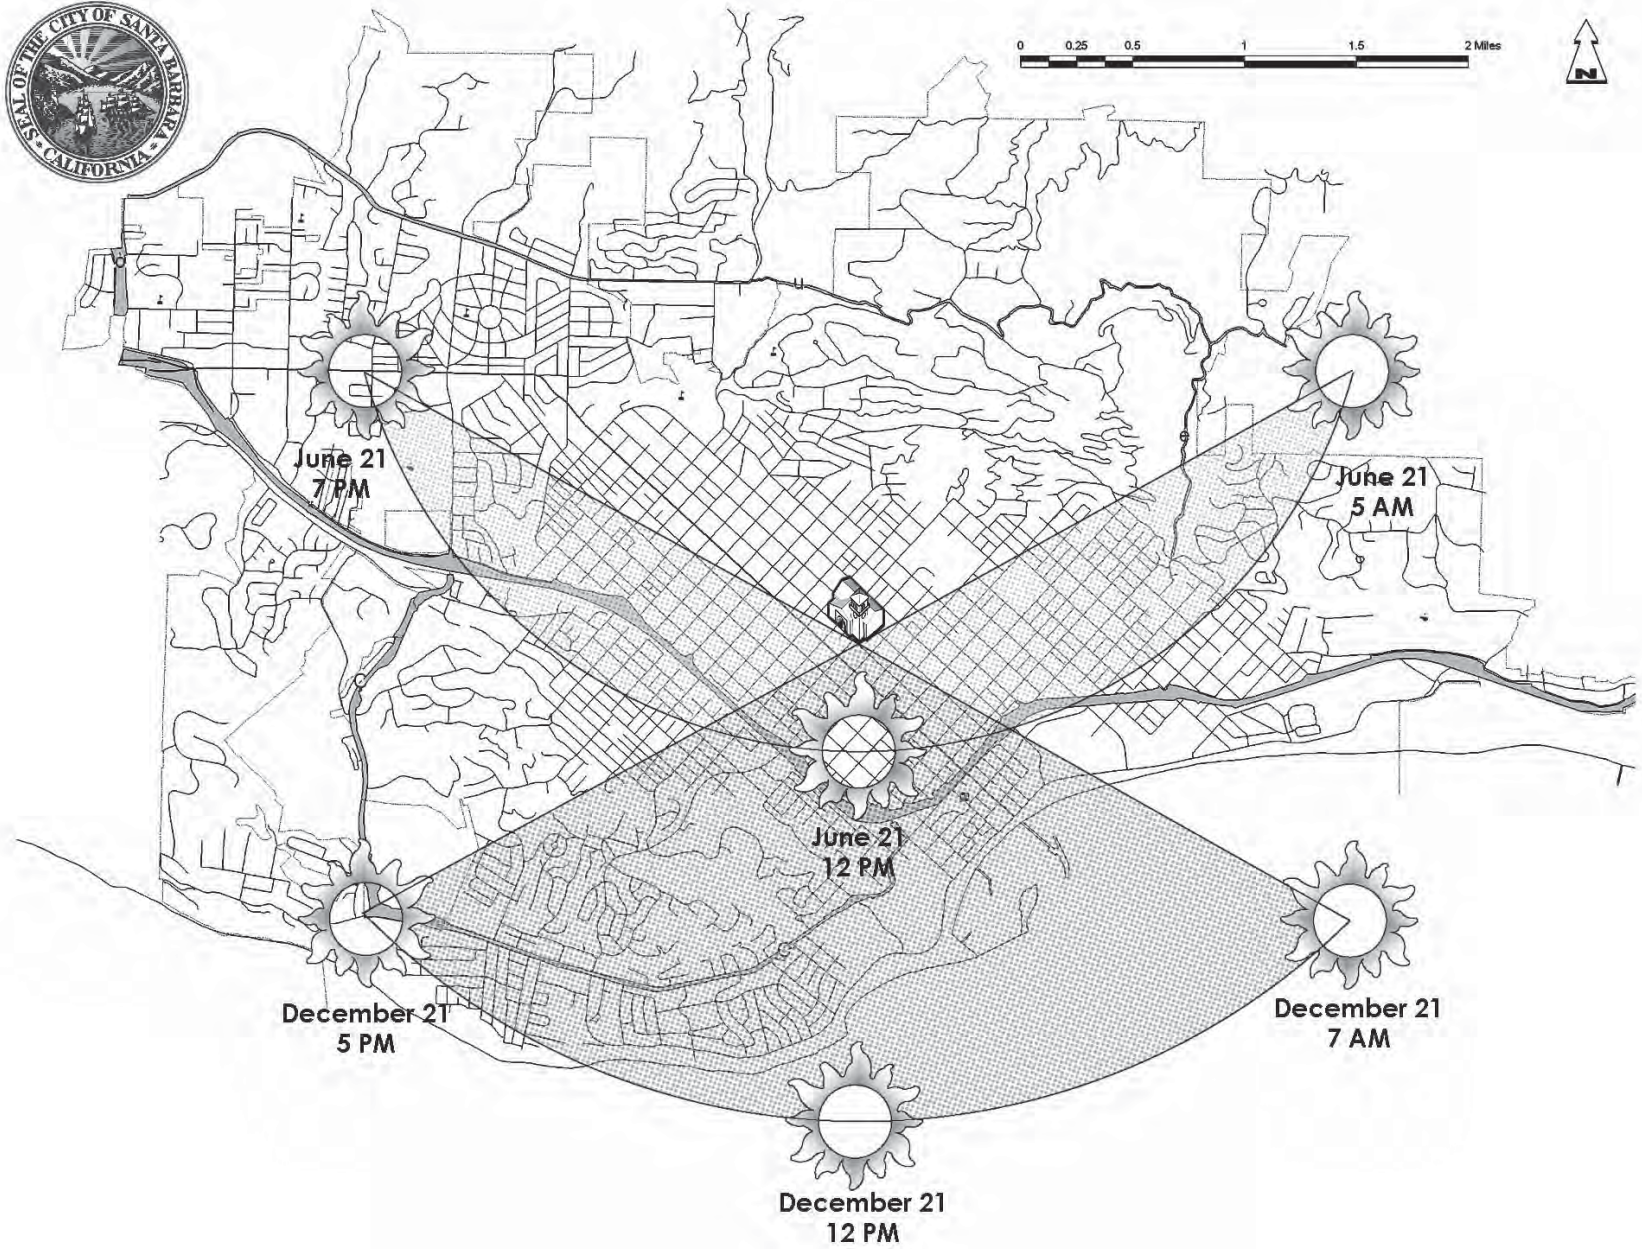 SEAL OF THE CITY OF SANTA BARBARA
CALIFORNIA
0 0.25 0.5 1 1.5 2 Miles
N
June 21
7 PM
June 21
5 AM
June 21
12 PM
December 21
5 PM
December 21
7 AM
December 21
12 PM